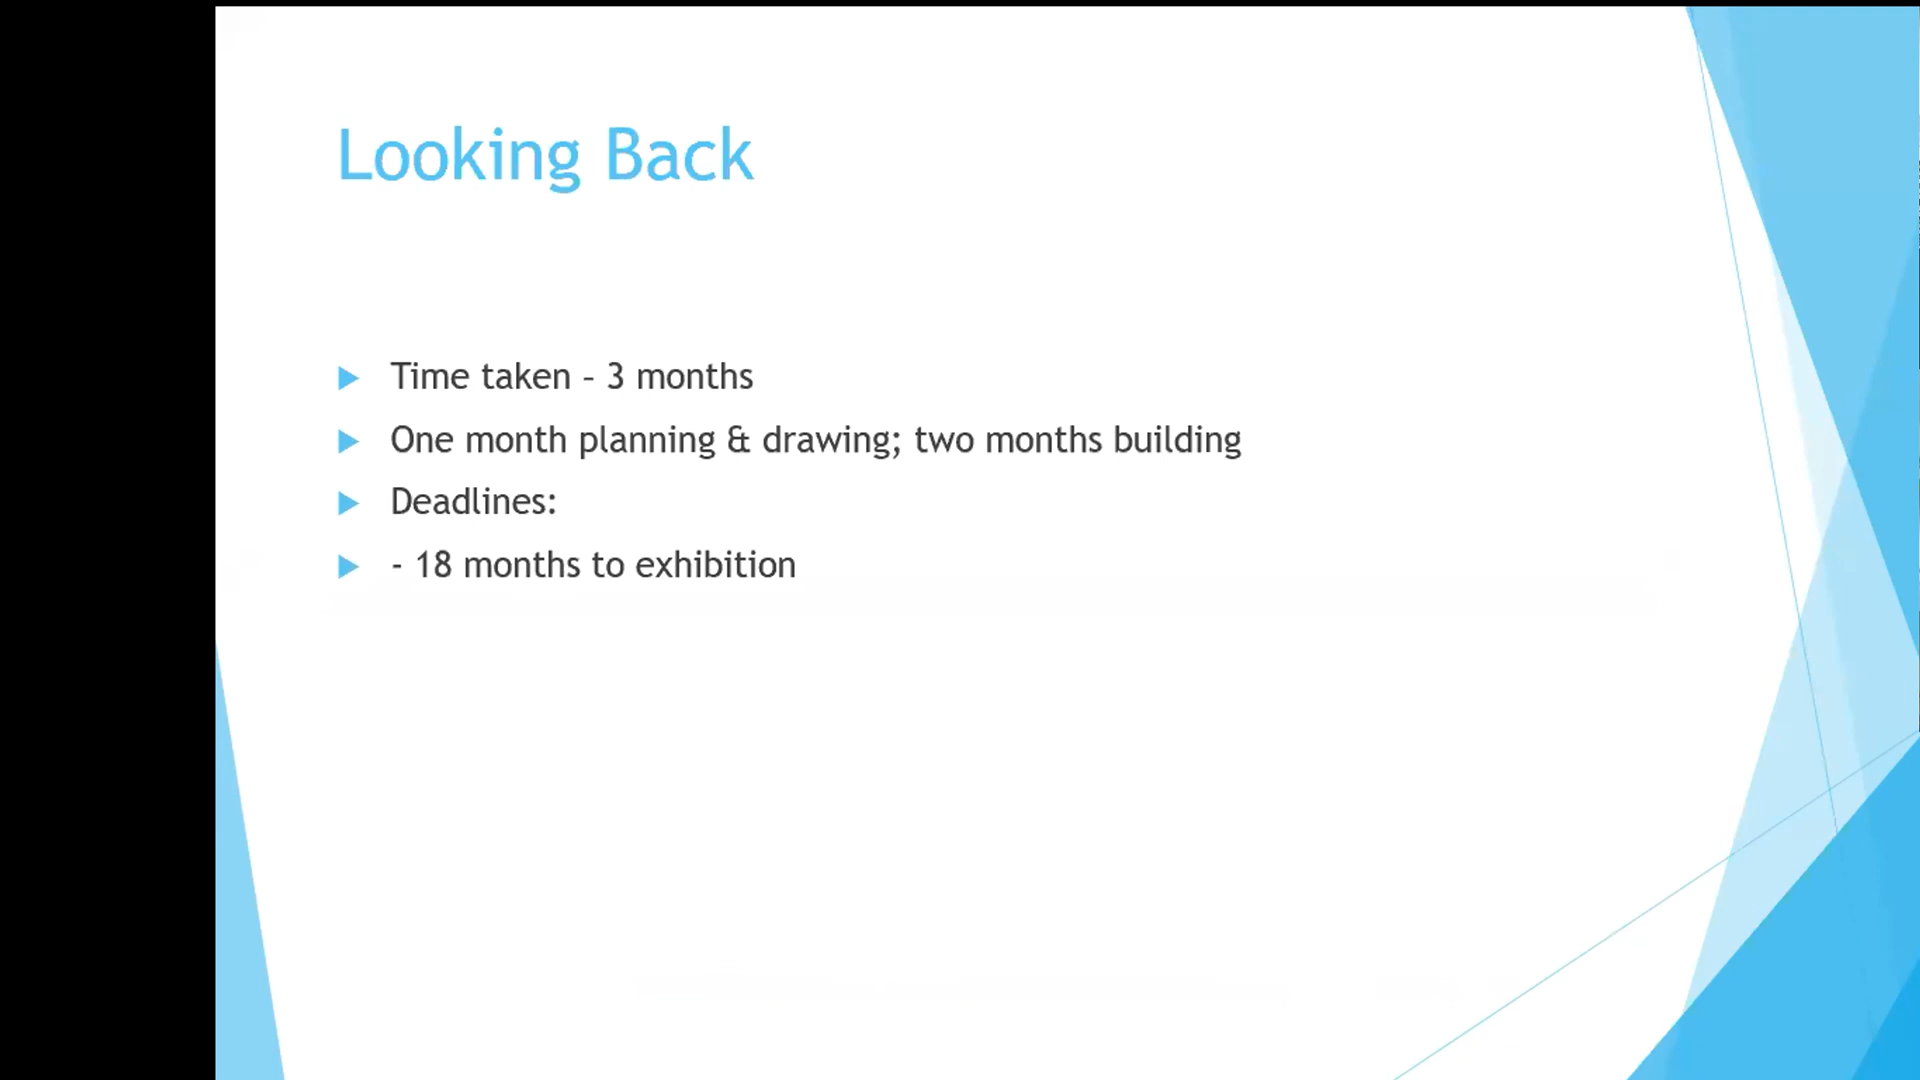 Looking Back
Time taken – 3 months
One month planning & drawing; two months building
Deadlines:
- 18 months to exhibition